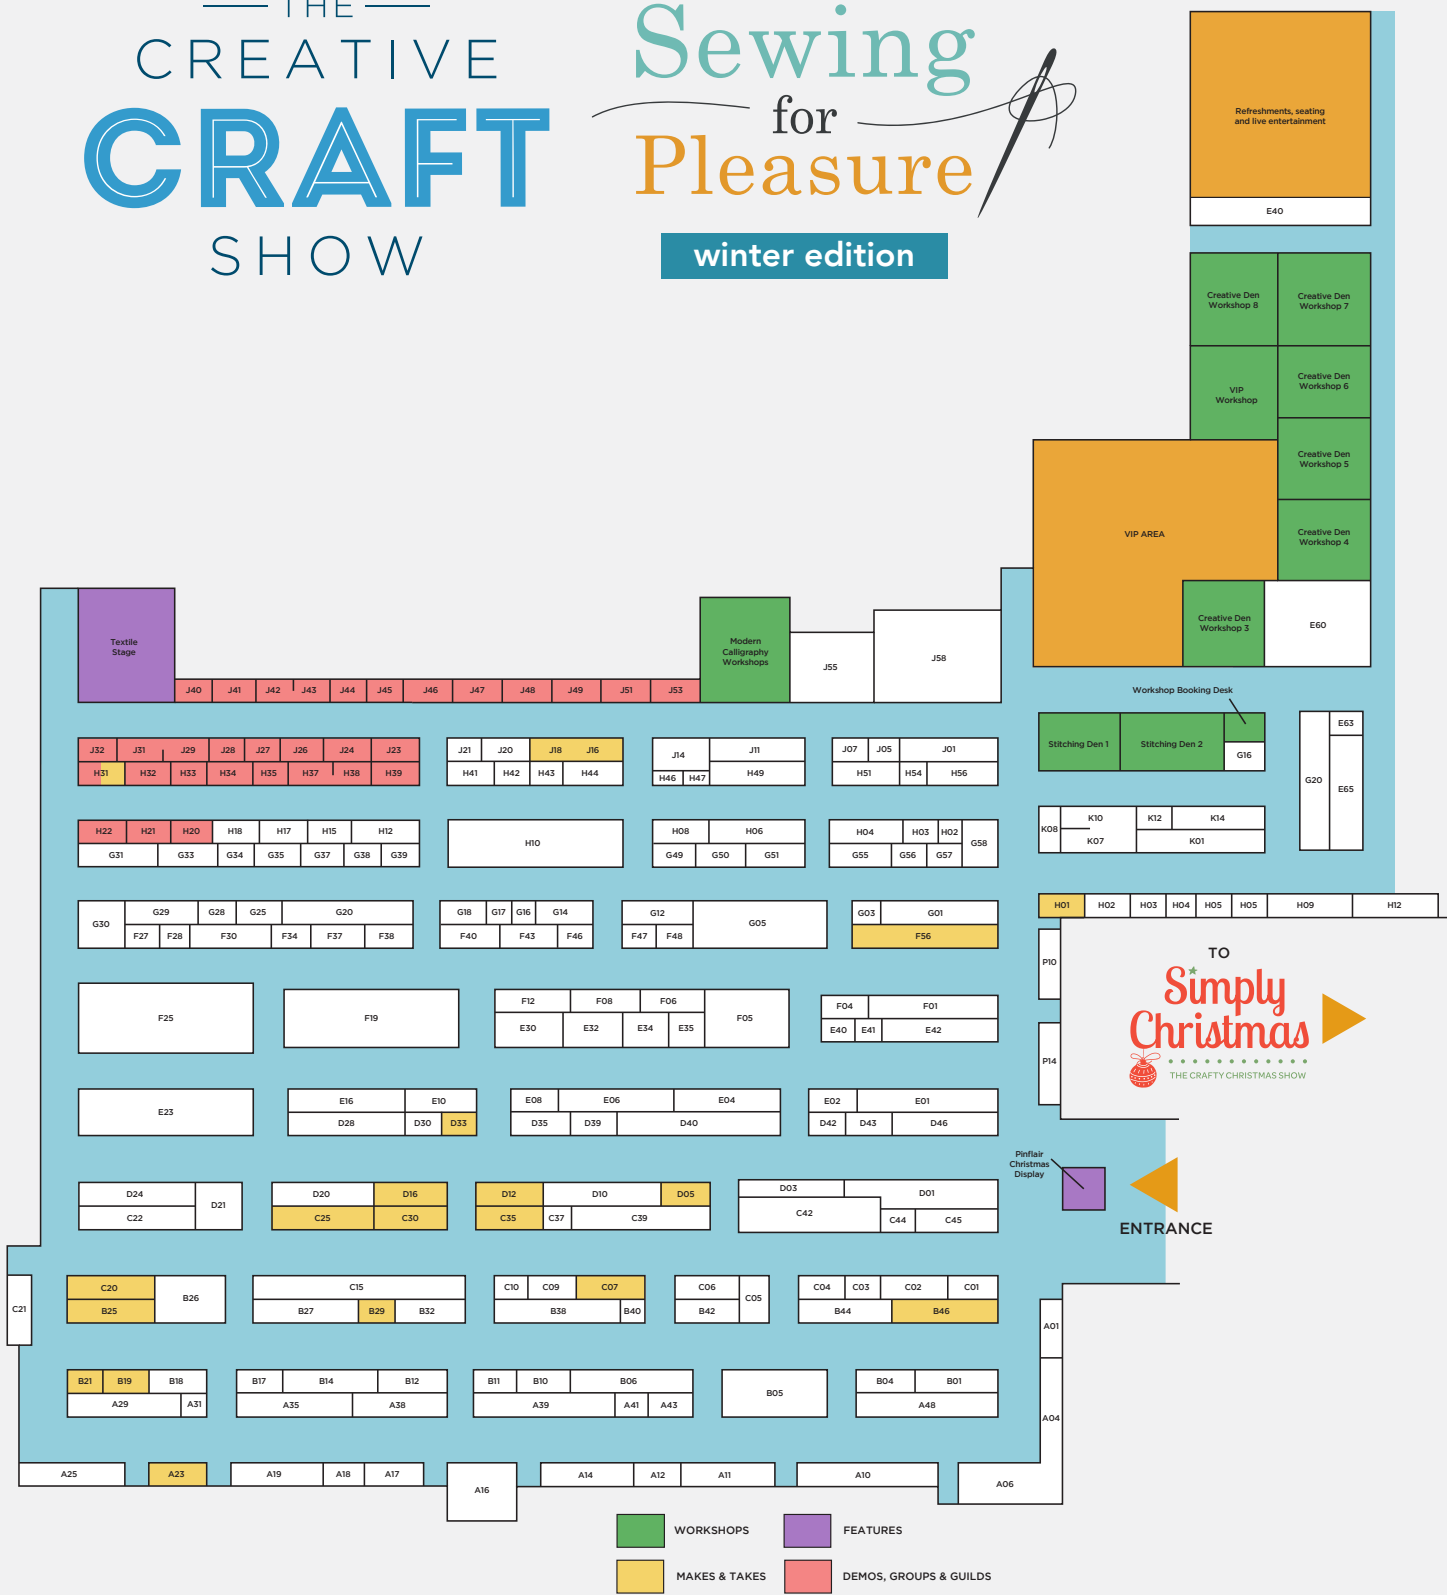 THE
CREATIVE
CRAFT
SHOW
Sewing
for
Pleasure
winter edition
Refreshments, seating
and live entertainment
E40
Creative Den
Workshop 8
Creative Den
Workshop 7
VIP
Workshop
Creative Den
Workshop 6
Creative Den
Workshop 5
VIP AREA
Creative Den
Workshop 4
Creative Den
Workshop 3
E60
Textile
Stage
Modern
Calligraphy
Workshops
J55
J58
J40 J41 J42 J43 J44 J45 J46 J47 J48 J49 J51 J53
Workshop Booking Desk
Stitching Den 1
Stitching Den 2
G16
G20
E63
E65
J32 J31 J29 J28 J27 J26 J24 J23
H31 H32 H33 H34 H35 H37 H38 H39
J21 J20 J18 J16
H41 H42 H43 H44
J14 J11
H46 H47 H49
J07 J05 J01
H51 H54 H56
H22 H21 H20 H18 H17 H15 H12
G31 G33 G34 G35 G37 G38 G39
H10
H08 H06
G49 G50 G51
H04 H03 H02
G55 G56 G57 G58
K08 K10 K12 K14
K07 K01
H01 H02 H03 H04 H05 H05 H09 H12
G30 G29 G28 G25 G20
F27 F28 F30 F34 F37 F38
G18 G17 G16 G14
F40 F43 F46
G12 G05
F47 F48
G03 G01
F56
P10
P14
TO
Simply
Christmas
THE CRAFTY CHRISTMAS SHOW
F25
F19
F12 F08 F06 F05
E30 E32 E34 E35
F04 F01
E40 E41 E42
E23
E16 E10
D28 D30 D33
E08 E06 E04
D35 D39 D40
E02 E01
D42 D43 D46
Pinflair
Christmas
Display
ENTRANCE
D24 D21
C22
D20 D16
C25 C30
D12 D10 D05
C35 C37 C39
D03 D01
C42 C44 C45
C21
C20 B26
B25
C15
B27 B29 B32
C10 C09 C07
B38 B40
C06 C05
B42
C04 C03 C02 C01
B44 B46
A01
A04
A06
B21 B19 B18
A29 A31
B17 B14 B12
A35 A38
B11 B10 B06
A39 A41 A43
B05
B04 B01
A48
A25 A23 A19 A18 A17 A16 A14 A12 A11 A10
WORKSHOPS
FEATURES
MAKES & TAKES
DEMOS, GROUPS & GUILDS